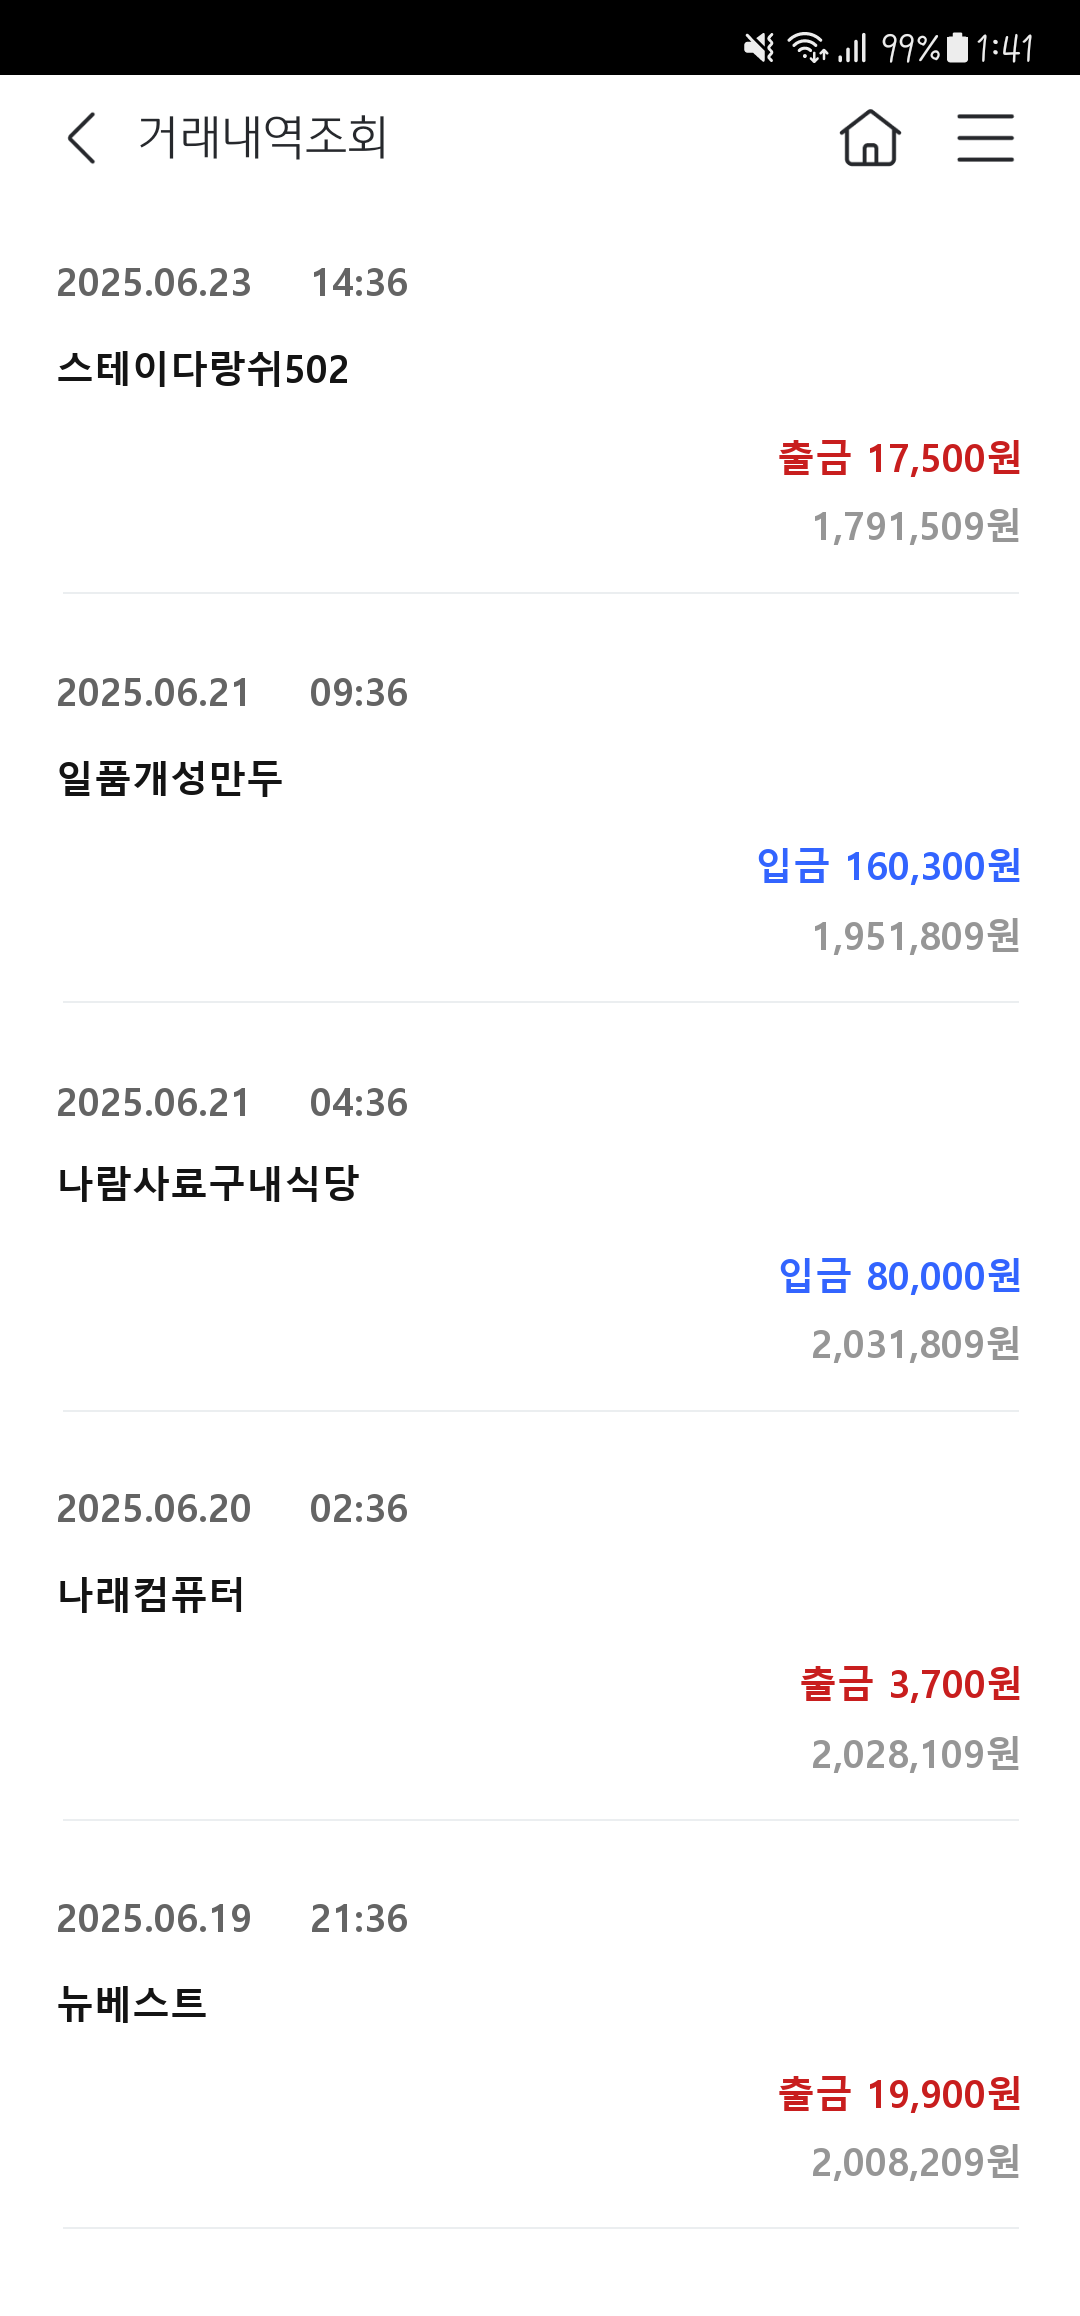 99% 1:41
거래내역조회
2025.06.23 14:36
스테이다랑쉬502
출금 17,500원
1,791,509원
2025.06.21 09:36
일품개성만두
입금 160,300원
1,951,809원
2025.06.21 04:36
나람사료구내식당
입금 80,000원
2,031,809원
2025.06.20 02:36
나래컴퓨터
출금 3,700원
2,028,109원
2025.06.19 21:36
뉴베스트
출금 19,900원
2,008,209원